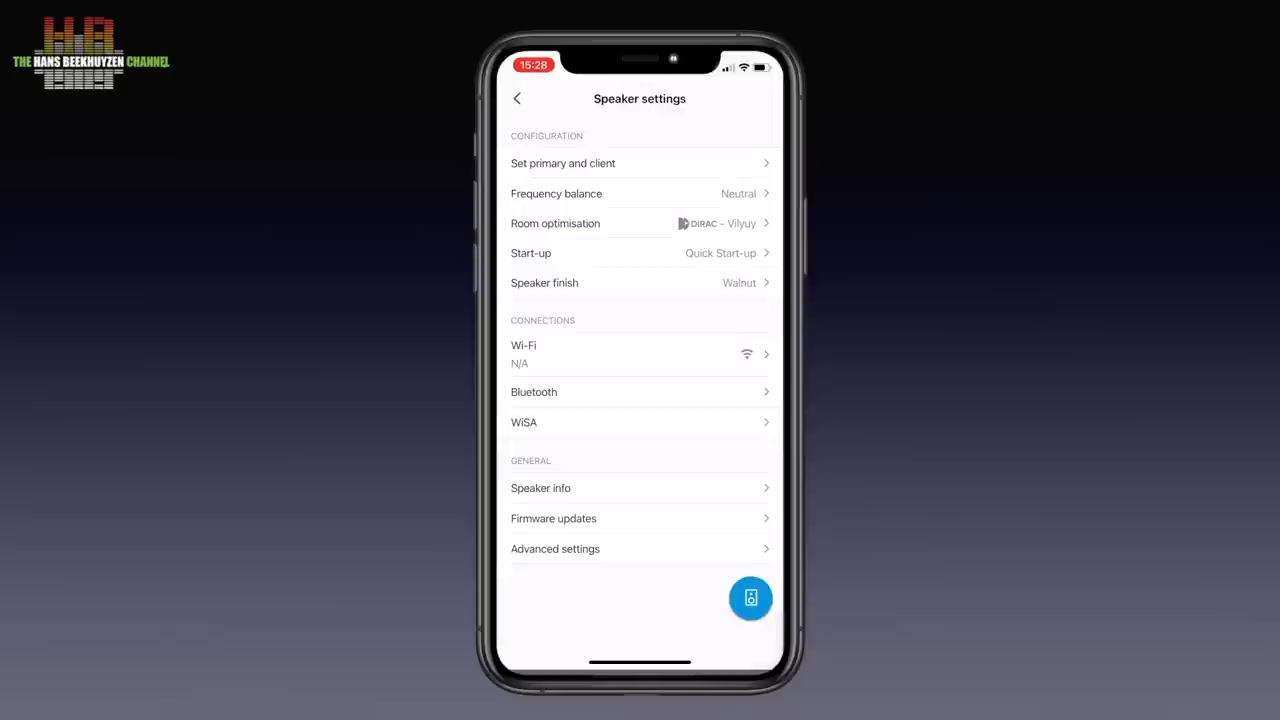 THE HANS BEEKHUYZEN CHANNEL
15:28
Speaker settings
CONFIGURATION
Set primary and client
Frequency balance Neutral
Room optimisation DIRAC - Vilyuy
Start-up Quick Start-up
Speaker finish Walnut
CONNECTIONS
Wi-Fi
N/A
Bluetooth
WiSA
GENERAL
Speaker info
Firmware updates
Advanced settings